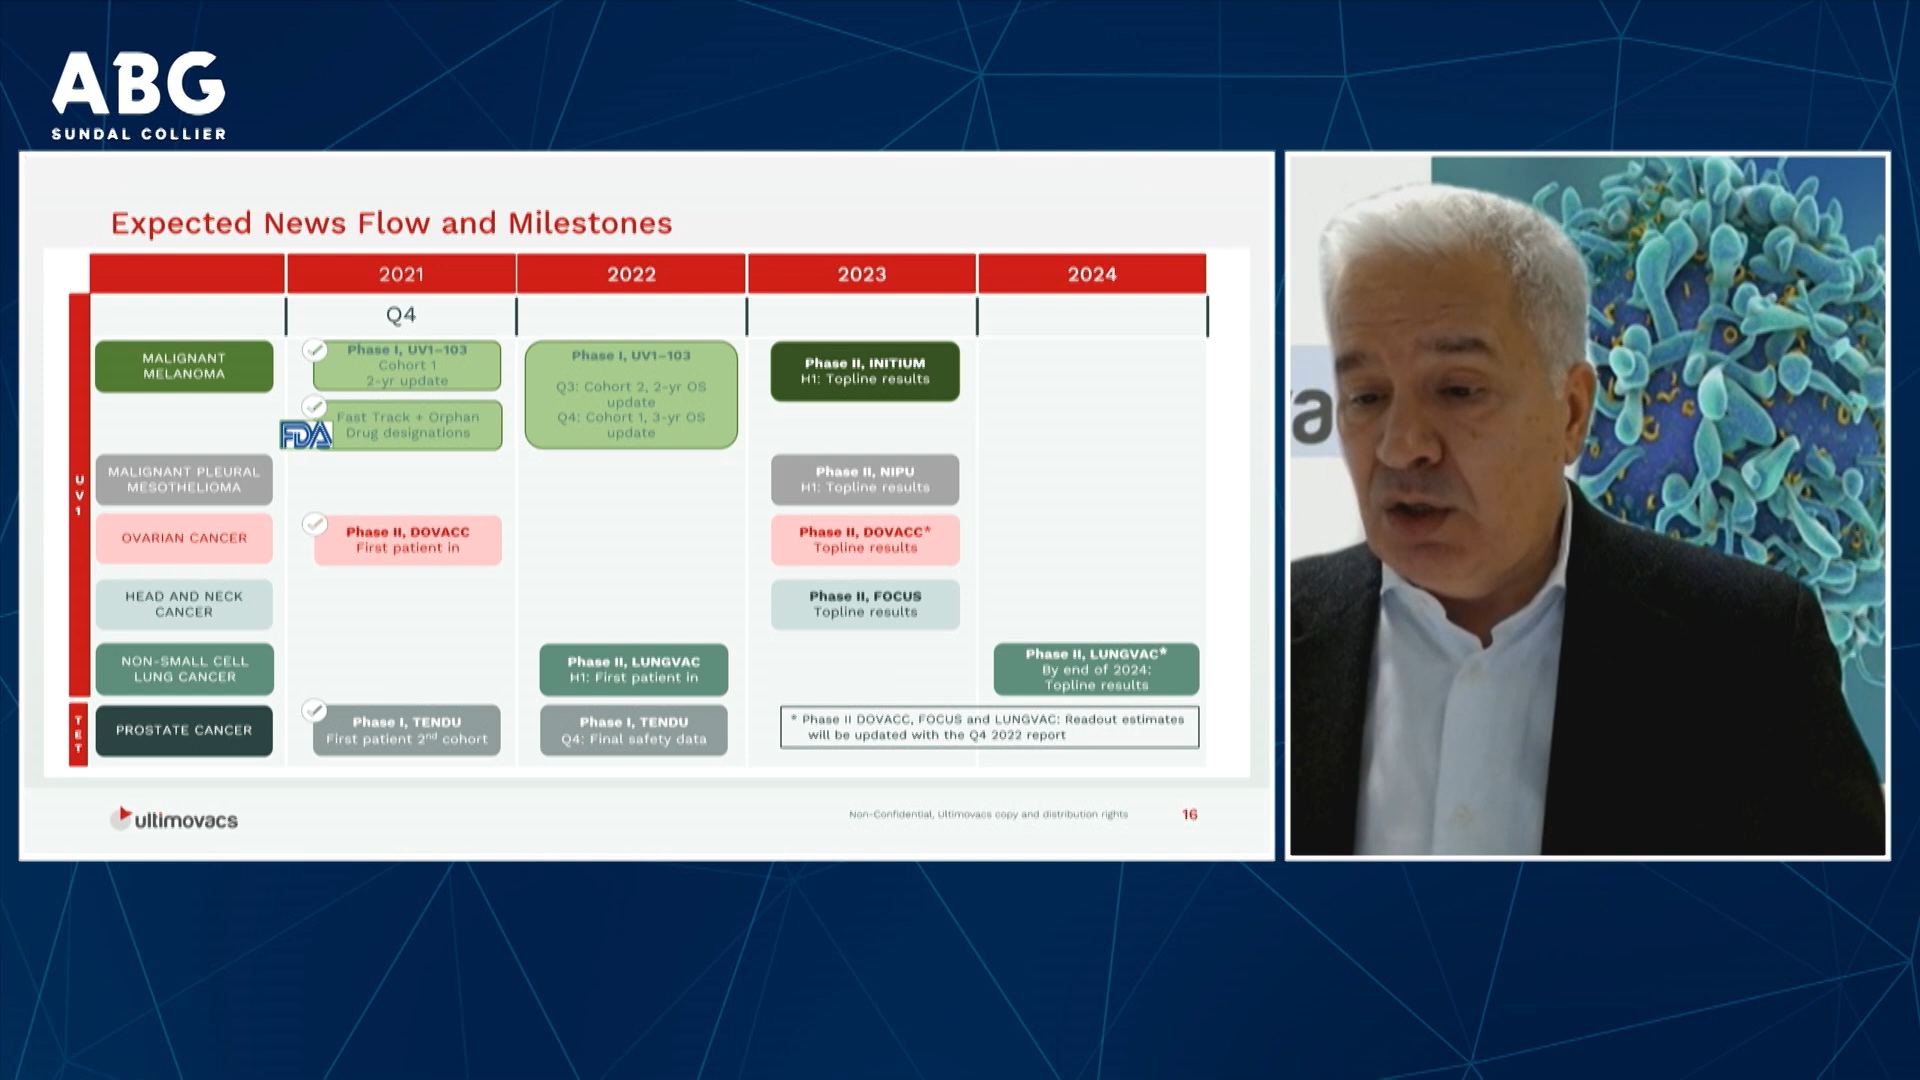 ABG
SUNDAL COLLIER
Expected News Flow and Milestones
2021
2022
2023
2024
Q4
UV1
MALIGNANT
MELANOMA
Phase I, UV1-103
Cohort 1
2-yr update
FDA
Fast Track + Orphan
Drug designations
Phase I, UV1-103
Q3: Cohort 2, 2-yr OS
update
Q4: Cohort 1, 3-yr OS
update
Phase II, INITIUM
H1: Topline results
MALIGNANT PLEURAL
MESOTHELIOMA
Phase II, NIPU
H1: Topline results
OVARIAN CANCER
Phase II, DOVACC
First patient in
Phase II, DOVACC*
Topline results
HEAD AND NECK
CANCER
Phase II, FOCUS
Topline results
NON-SMALL CELL
LUNG CANCER
Phase II, LUNGVAC
H1: First patient in
Phase II, LUNGVAC*
By end of 2024:
Topline results
TET
PROSTATE CANCER
Phase I, TENDU
First patient 2nd cohort
Phase I, TENDU
Q4: Final safety data
* Phase II DOVACC, FOCUS and LUNGVAC: Readout estimates
will be updated with the Q4 2022 report
ultimovacs
Non-Confidential, Ultimovacs copy and distribution rights
16
va